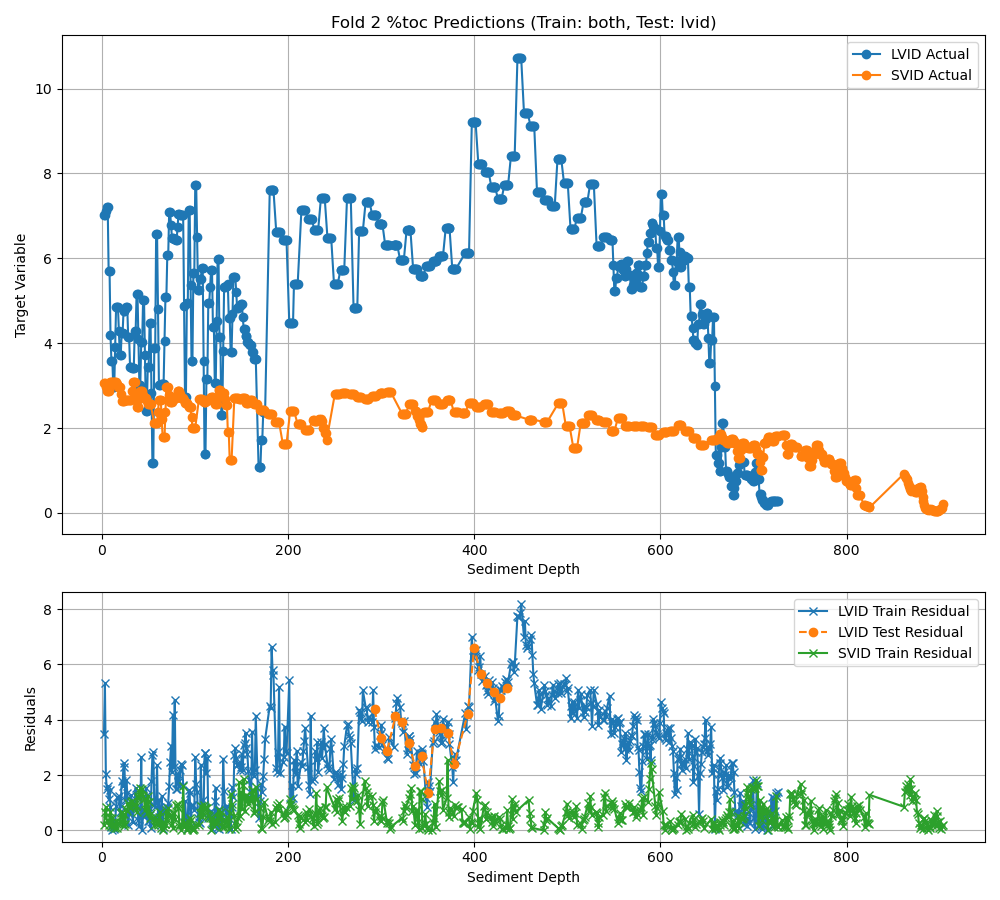 Fold 2 %toc Predictions (Train: both, Test: lvid)
Target Variable
10
8
6
4
2
0
LVID Actual
SVID Actual
0 200 400 600 800
Sediment Depth
Residuals
8
6
4
2
0
LVID Train Residual
LVID Test Residual
SVID Train Residual
0 200 400 600 800
Sediment Depth